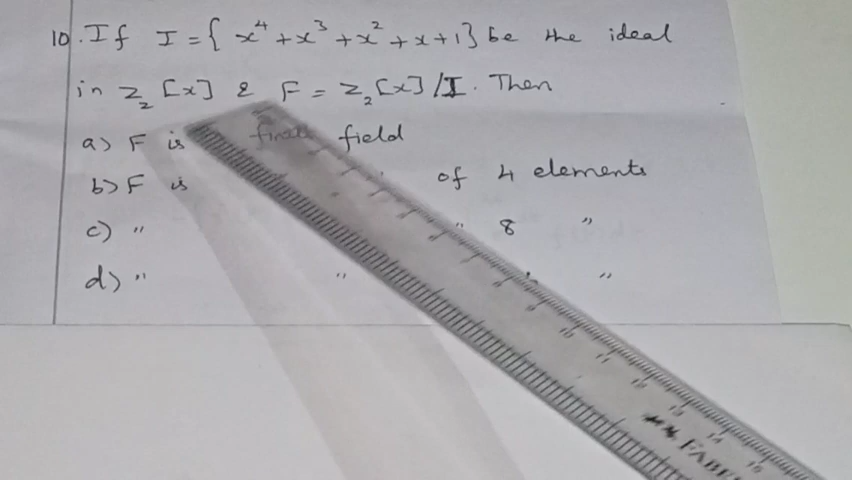 10. If I = { x⁴ + x³ + x² + x + 1} be the ideal
in Z₂ [x] & F = Z₂ [x] / I. Then
a) F is field
b) F is of 4 elements
c) " " 8 "
d) " " "
FABE